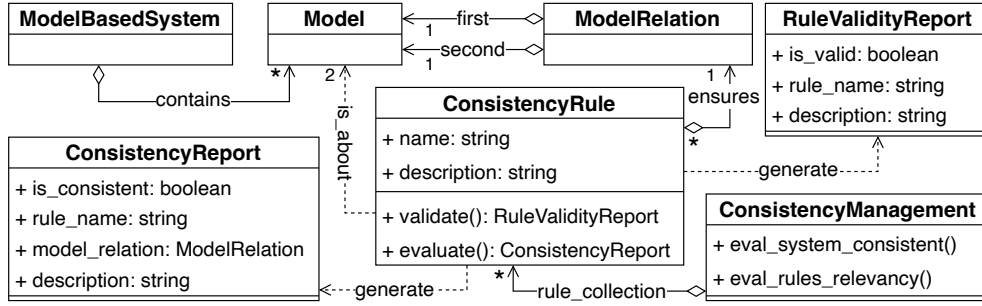 ModelBasedSystem
Model
first
1
ModelRelation
second
1
contains
*
2
is_about
1
ensures
*
RuleValidityReport
+ is_valid: boolean
+ rule_name: string
+ description: string
ConsistencyRule
+ name: string
+ description: string
+ validate(): RuleValidityReport
+ evaluate(): ConsistencyReport
generate
ConsistencyReport
+ is_consistent: boolean
+ rule_name: string
+ model_relation: ModelRelation
+ description: string
generate
ConsistencyManagement
+ eval_system_consistent()
+ eval_rules_relevancy()
*
rule_collection